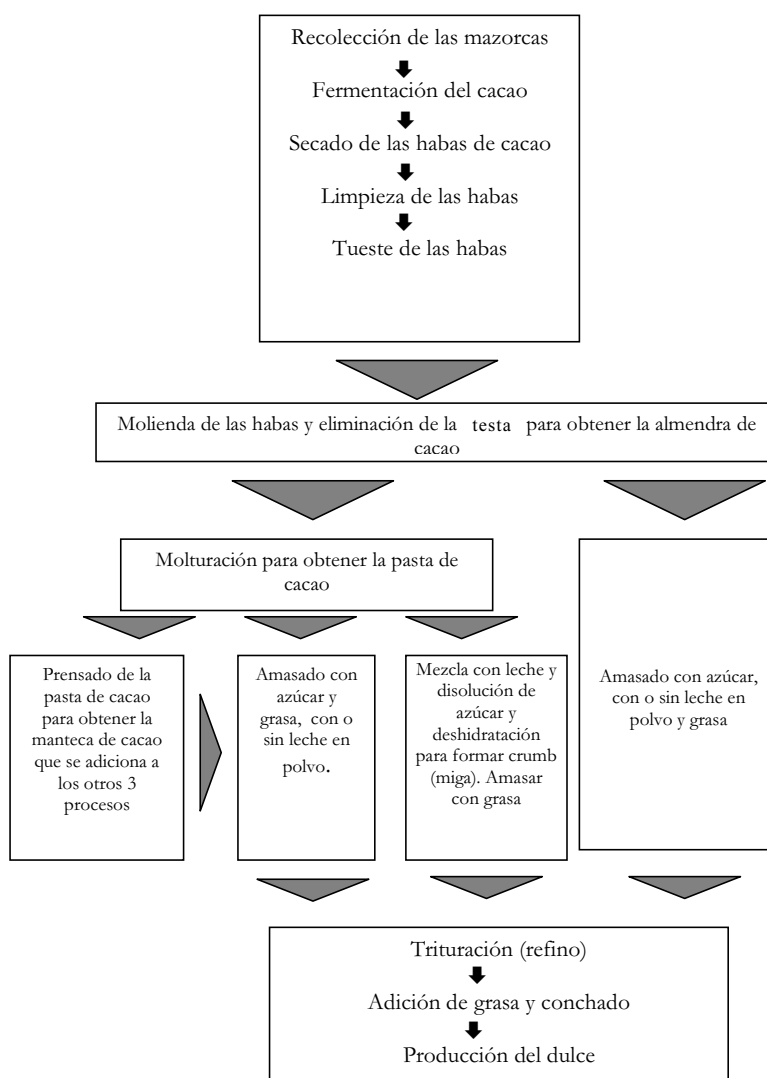 Recolección de las mazorcas
Fermentación del cacao
Secado de las habas de cacao
Limpieza de las habas
Tueste de las habas
Molienda de las habas y eliminación de la testa para obtener la almendra de
cacao
Molturación para obtener la pasta de
cacao
Prensado de la
pasta de cacao
para obtener la
manteca de cacao
que se adiciona a
los otros 3
procesos
Amasado con
azúcar y
grasa, con o
sin leche en
polvo.
Mezcla con leche y
disolución de
azúcar y
deshidratación
para formar crumb
(miga). Amasar
con grasa
Amasado con azúcar,
con o sin leche en
polvo y grasa
Trituración (refino)
Adición de grasa y conchado
Producción del dulce